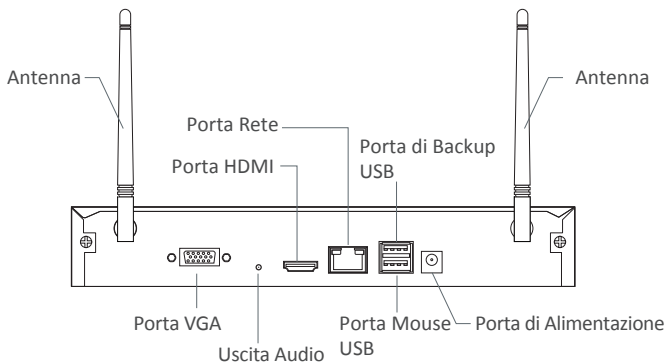 Antenna
Antenna
Porta Rete
Porta di Backup
USB
Porta HDMI
Porta VGA
Uscita Audio
Porta Mouse
USB
Porta di Alimentazione